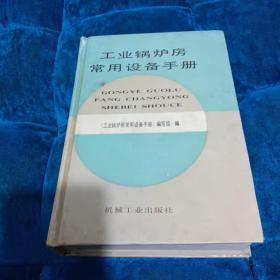 工业锅炉房
常用设备手册
GONGYE GUOLU
FANG CHANGYONG
SHEBEI SHOUCE
《工业锅炉房常用设备手册》编写组 编
机械工业出版社